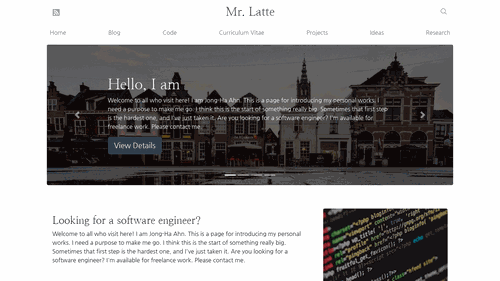 Mr. Latte
Home Blog Code Curriculum Vitae Projects Ideas Research
Hello, I am
Welcome to all who visit here! I am Jong-Ha Ahn. This is a page for introducing my personal works. I
need a purpose to make me go. I think this is the start of something really big. Sometimes that first step
is the hardest one, and I've just taken it. Are you looking for a software engineer? I'm available for
freelance work. Please contact me.
View Details
Looking for a software engineer?
Welcome to all who visit here! I am Jong-Ha Ahn. This is a page for introducing my personal
works. I need a purpose to make me go. I think this is the start of something really big.
Sometimes that first step is the hardest one, and I've just taken it. Are you looking for a
software engineer? I'm available for freelance work. Please contact me.